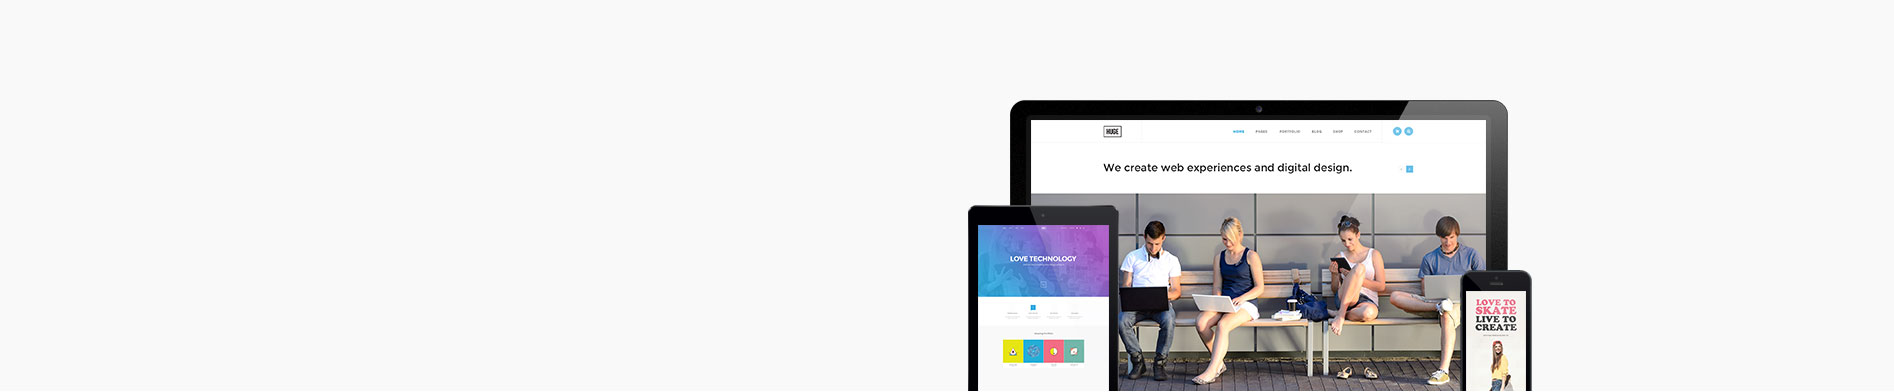 HUGE
HOME PAGES PORTFOLIO BLOG SHOP CONTACT
We create web experiences and digital design.
LOVE TECHNOLOGY
LOVE TO
SKATE
LIVE TO
CREATE